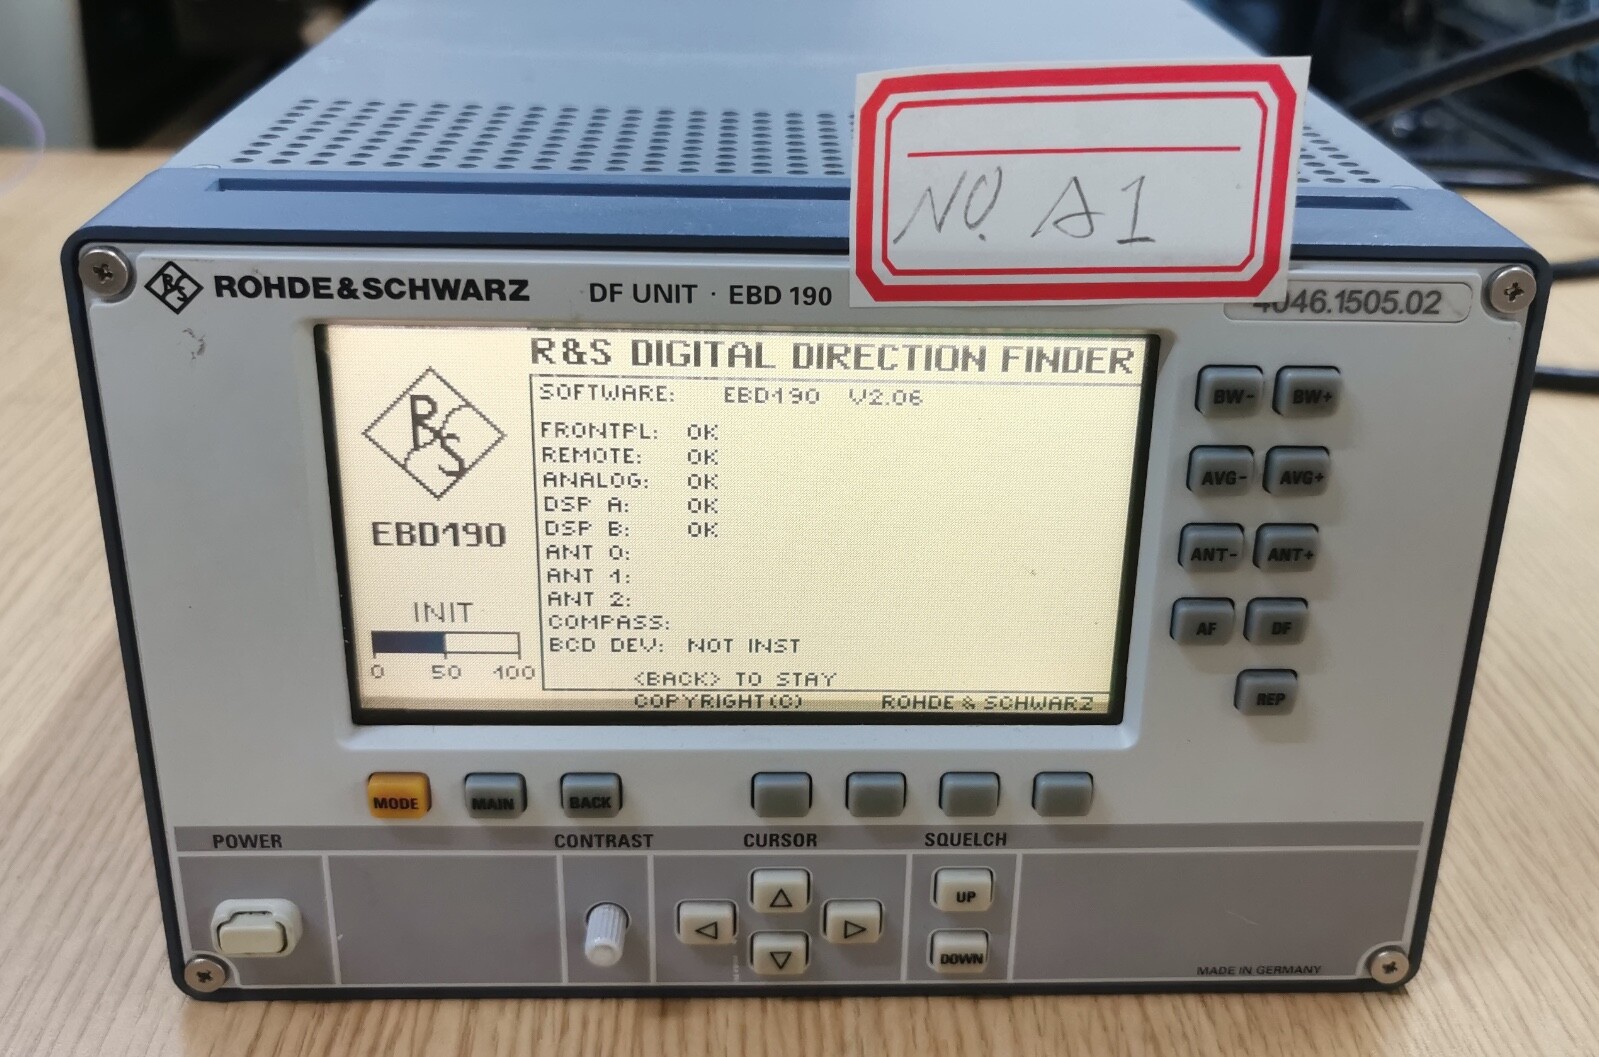 NO. A1
R&S ROHDE&SCHWARZ DF UNIT · EBD 190 4046.1505.02
R&S DIGITAL DIRECTION FINDER
R&S
EBD190
INIT
0 50 100
SOFTWARE: EBD190 V2.06
FRONTPL: OK
REMOTE: OK
ANALOG: OK
DSP A: OK
DSP B: OK
ANT 0:
ANT 1:
ANT 2:
COMPASS:
BCD DEV: NOT INST
<BACK> TO STAY
COPYRIGHT(C) ROHDE & SCHWARZ
BW- BW+
AVG- AVG+
ANT- ANT+
AF DF
REP
MODE MAIN BACK
POWER CONTRAST CURSOR SQUELCH
UP
DOWN
MADE IN GERMANY